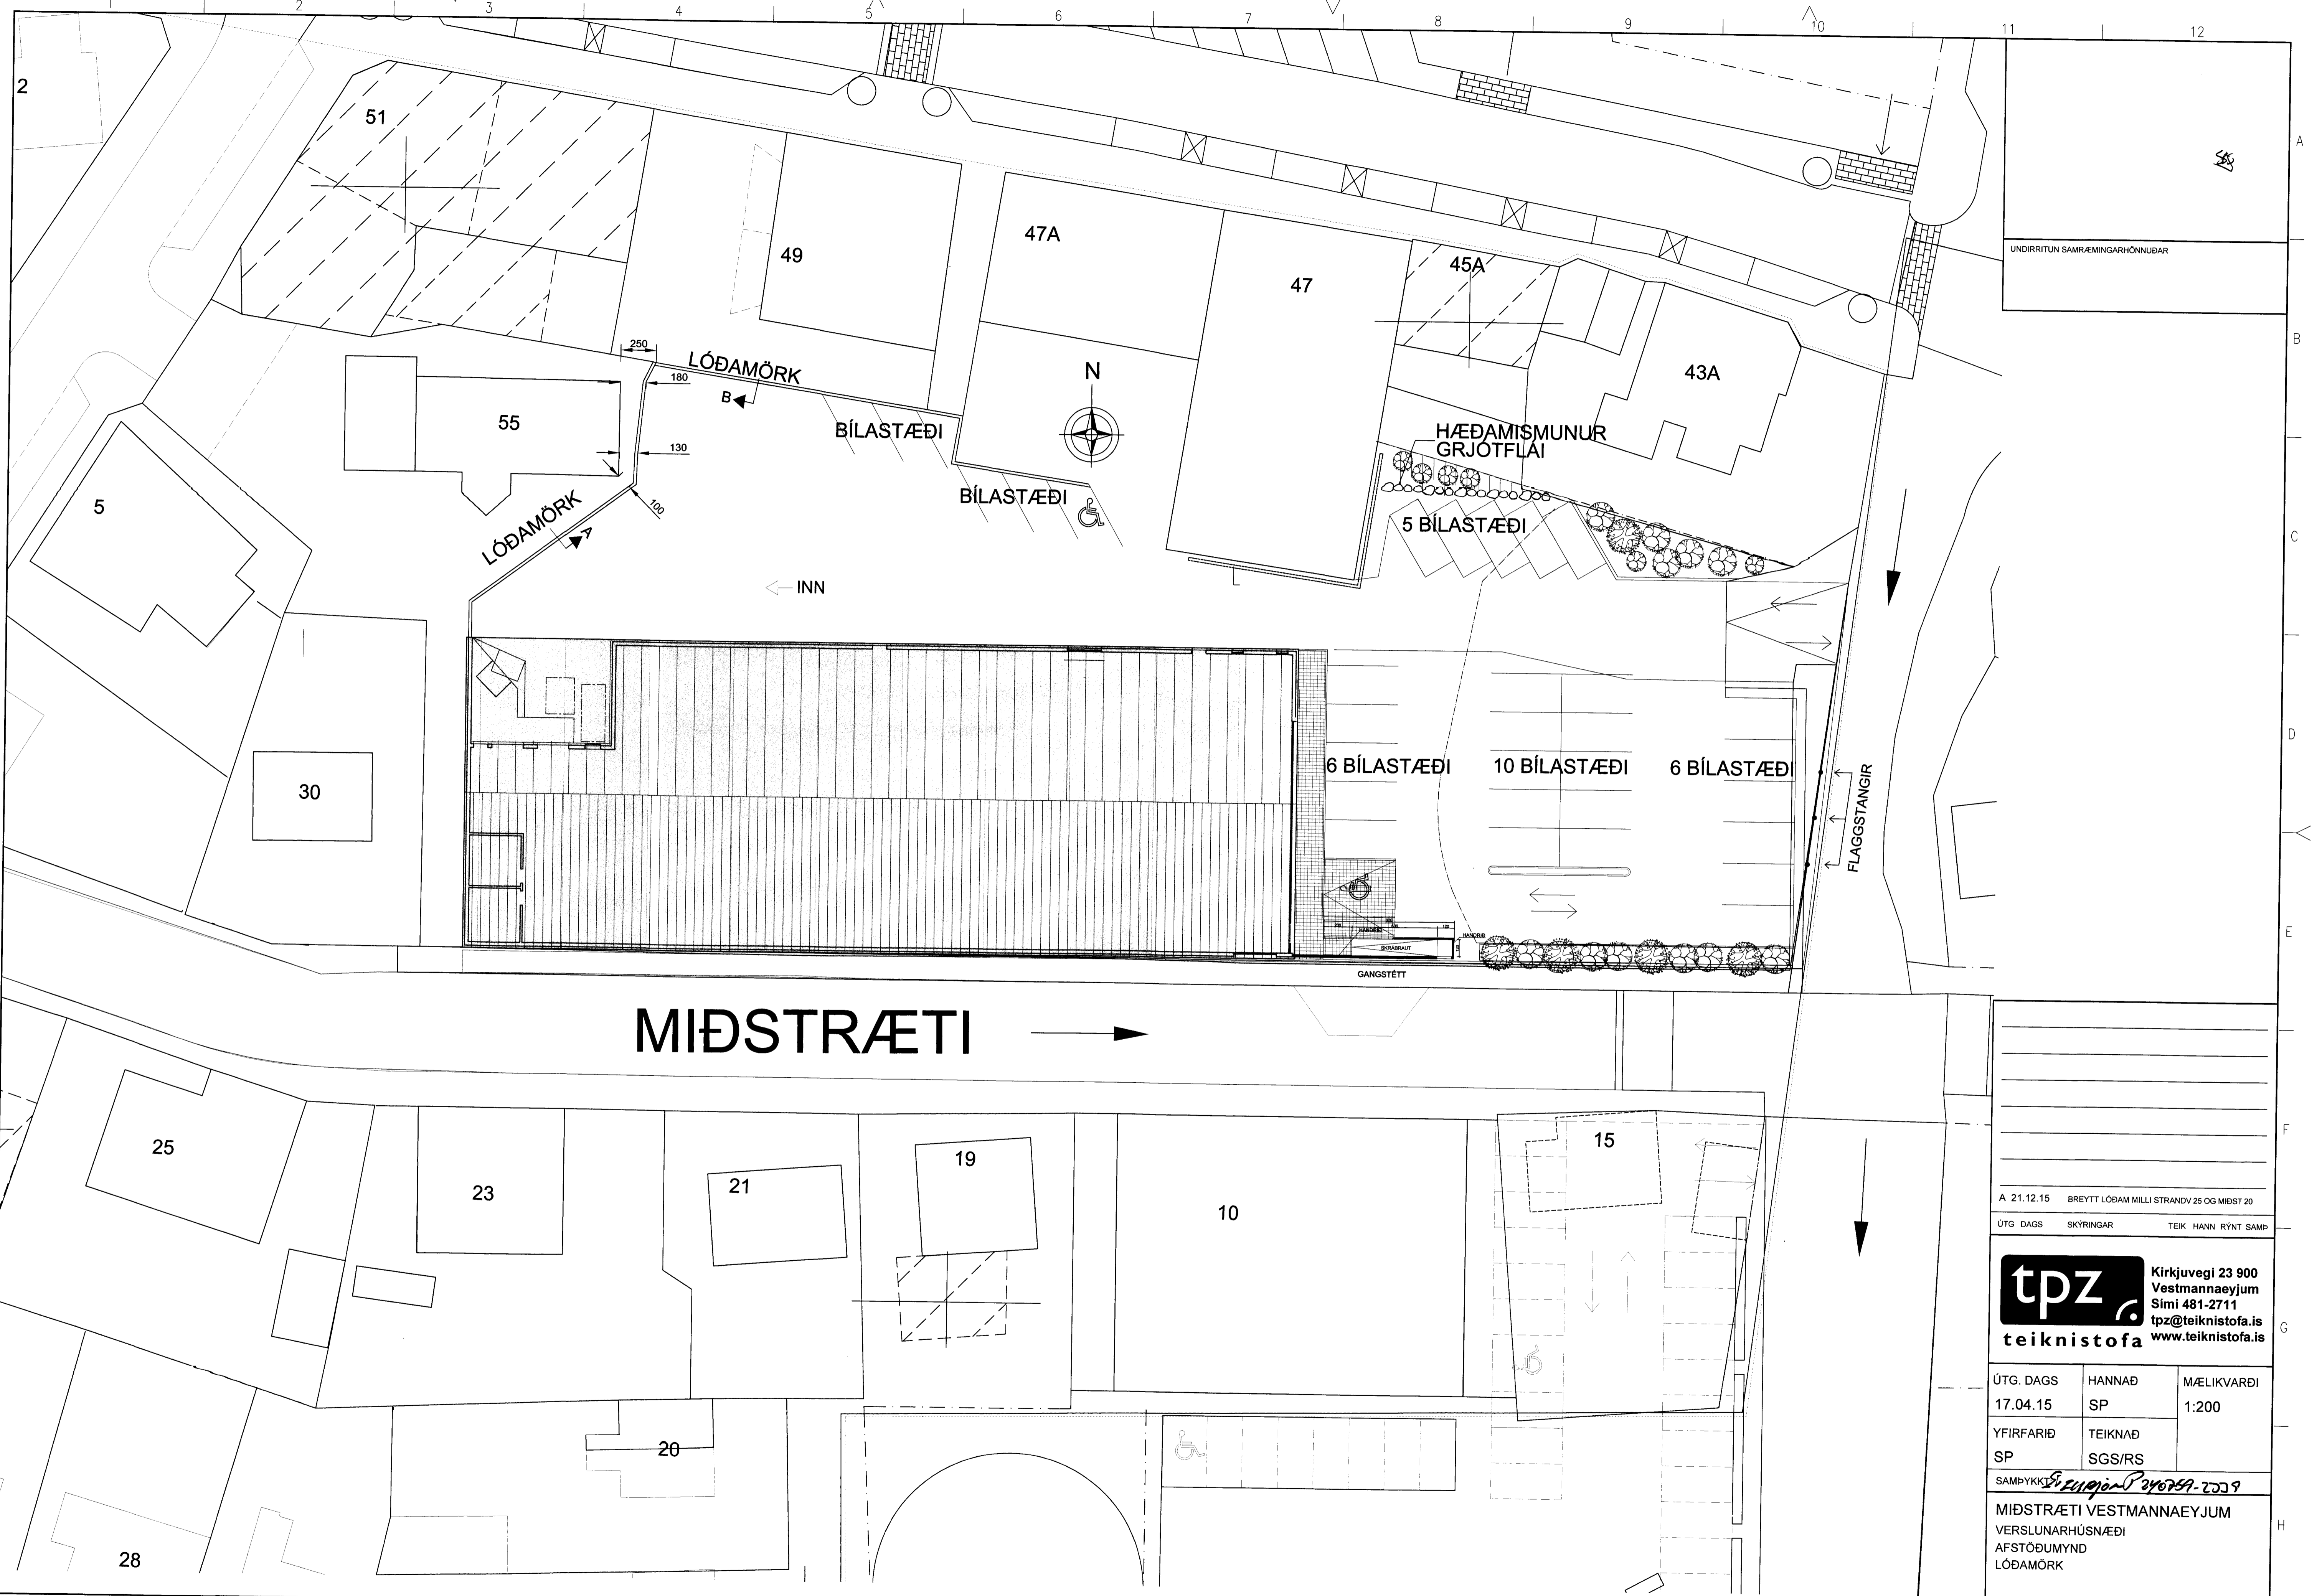 2
3
4
5
6
7
8
9
10
11
12
2
51
49
47A
47
45A
43A
A
UNDIRRITUN SAMRÆMINGARHÖNNUÐAR
B
250
LÓÐAMÖRK
180
B
55
130
BÍLASTÆÐI
N
HÆÐAMISMUNUR
GRJÓTFLÁI
BÍLASTÆÐI
5 BÍLASTÆÐI
5
LÓÐAMÖRK
100
A
C
INN
D
30
6 BÍLASTÆÐI
10 BÍLASTÆÐI
6 BÍLASTÆÐI
FLAGGSTANGIR
E
HANDRIÐ
HANDRIÐ
SKRÁBRAUT
GANGSTÉTT
MIÐSTRÆTI
25
23
21
19
10
15
F
A 21.12.15 BREYTT LÓÐAM MILLI STRANDV 25 OG MIÐST 20
ÚTG DAGS SKÝRINGAR TEIK HANN RÝNT SAMÞ
tpz
teiknistofa
Kirkjuvegi 23 900
Vestmannaeyjum
Sími 481-2711
tpz@teiknistofa.is
www.teiknistofa.is
G
ÚTG. DAGS HANNAÐ MÆLIKVARÐI
17.04.15 SP 1:200
YFIRFARIÐ TEIKNAÐ
SP SGS/RS
SAMÞYKKT
MIÐSTRÆTI VESTMANNAEYJUM
VERSLUNARHÚSNÆÐI
AFSTÖÐUMYND
LÓÐAMÖRK
H
20
28